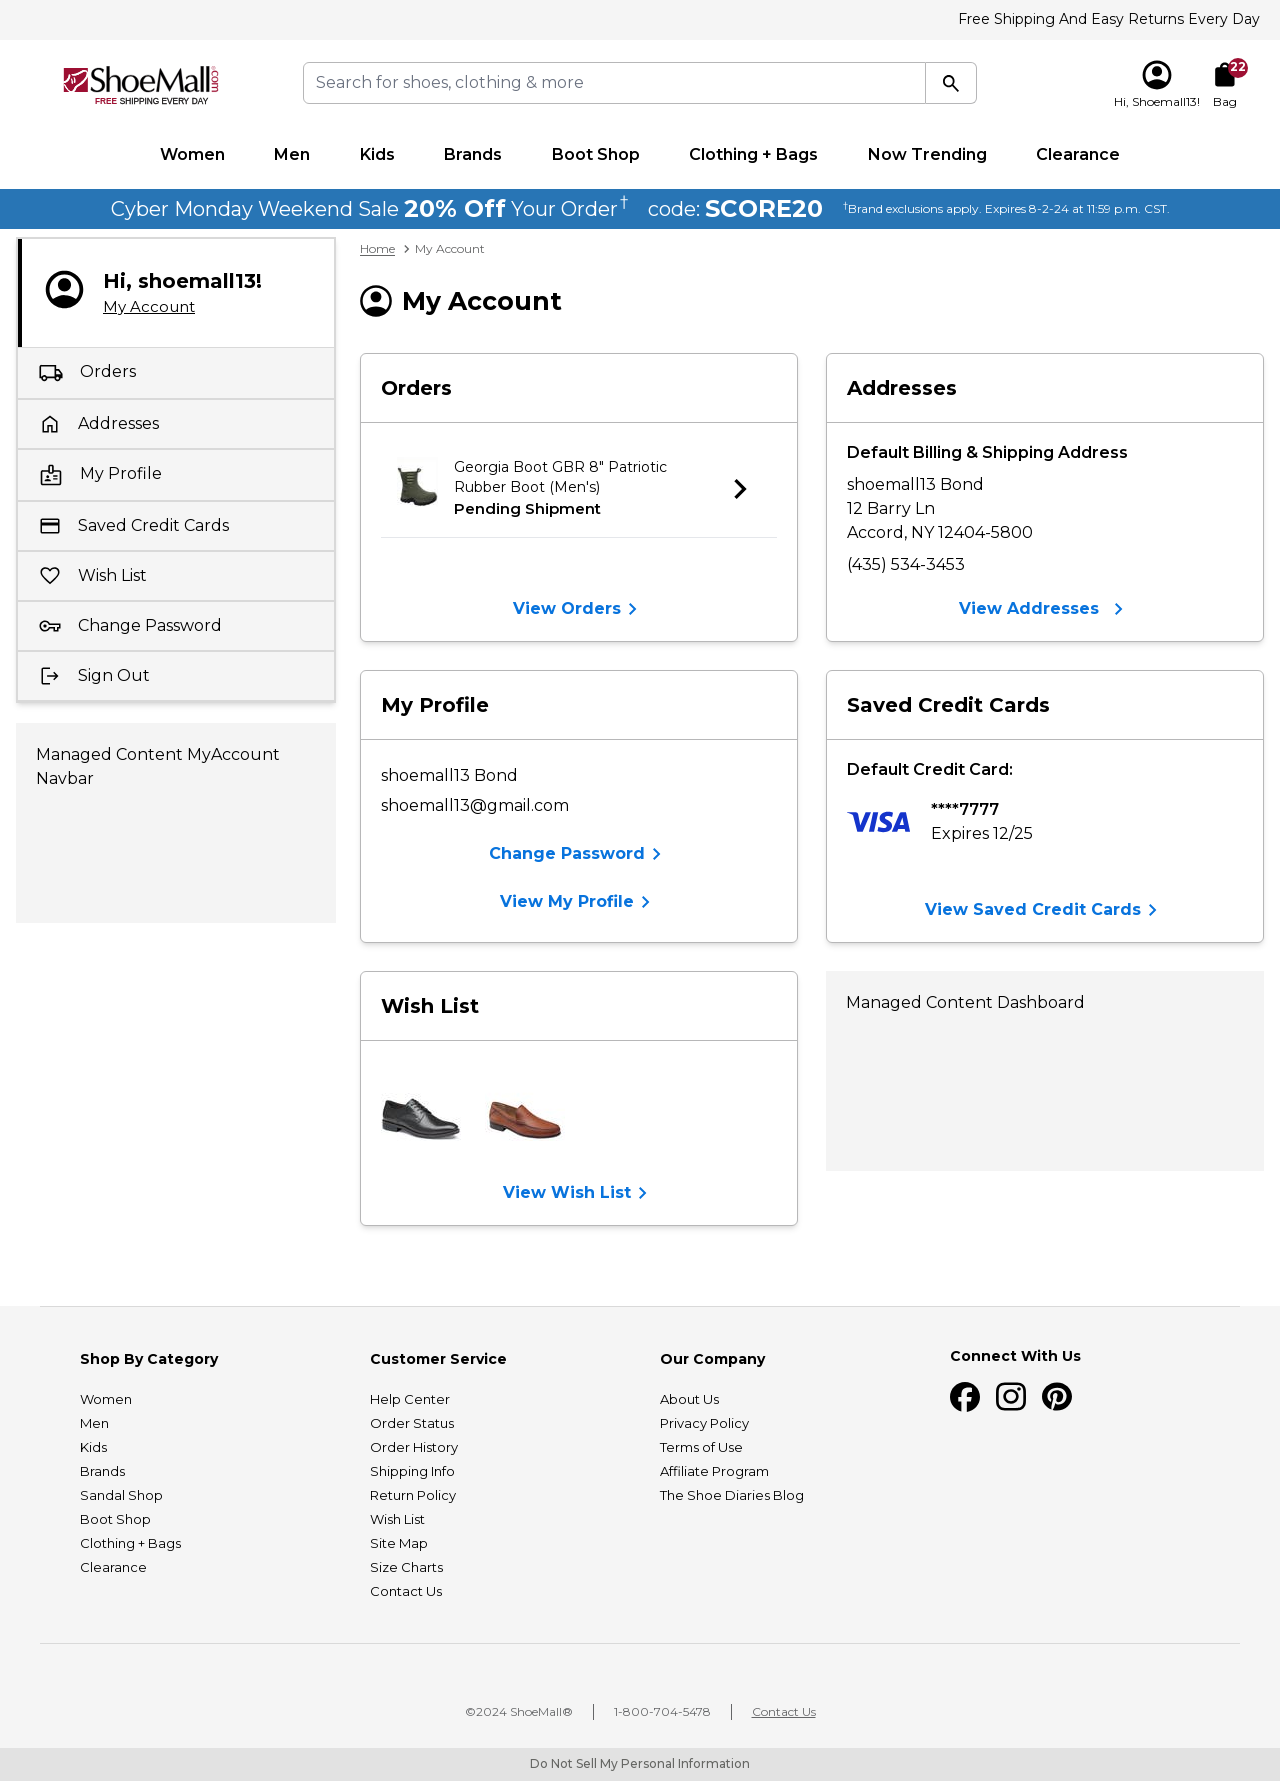 Free Shipping And Easy Returns Every Day
ShoeMall.com
FREE SHIPPING EVERY DAY
Search for shoes, clothing & more
22
Hi, Shoemall13!
Bag
Women
Men
Kids
Brands
Boot Shop
Clothing + Bags
Now Trending
Clearance
Cyber Monday Weekend Sale 20% Off Your Order† code: SCORE20 †Brand exclusions apply. Expires 8-2-24 at 11:59 p.m. CST.
Hi, shoemall13!
My Account
Orders
Addresses
My Profile
Saved Credit Cards
Wish List
Change Password
Sign Out
Managed Content MyAccount
Navbar
Home
My Account
My Account
Orders
Georgia Boot GBR 8" Patriotic
Rubber Boot (Men's)
Pending Shipment
View Orders
Addresses
Default Billing & Shipping Address
shoemall13 Bond
12 Barry Ln
Accord, NY 12404-5800
(435) 534-3453
View Addresses
My Profile
shoemall13 Bond
shoemall13@gmail.com
Change Password
View My Profile
Saved Credit Cards
Default Credit Card:
VISA
****7777
Expires 12/25
View Saved Credit Cards
Wish List
View Wish List
Managed Content Dashboard
Shop By Category
Women
Men
Kids
Brands
Sandal Shop
Boot Shop
Clothing + Bags
Clearance
Customer Service
Help Center
Order Status
Order History
Shipping Info
Return Policy
Wish List
Site Map
Size Charts
Contact Us
Our Company
About Us
Privacy Policy
Terms of Use
Affiliate Program
The Shoe Diaries Blog
Connect With Us
©2024 ShoeMall®
1-800-704-5478
Contact Us
Do Not Sell My Personal Information